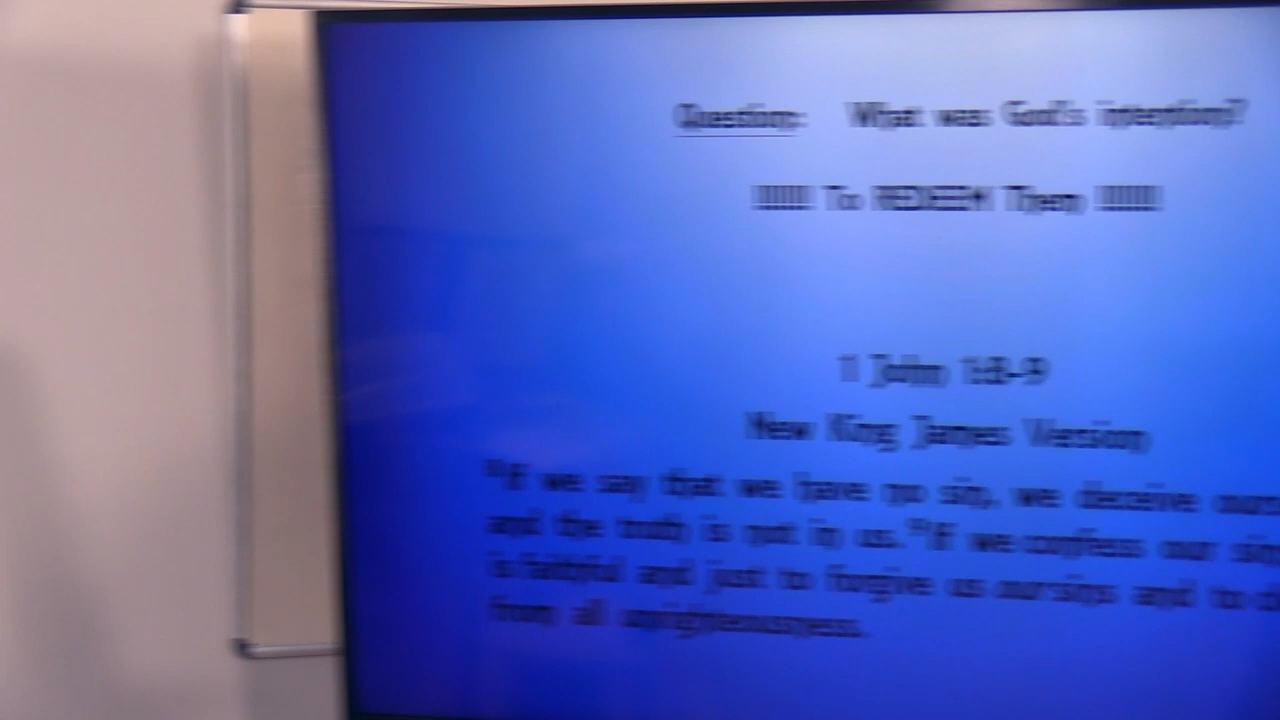 Question: What was God's intention?
!!!!!! To REDEEM Them !!!!!!
1 John 1:8-9
New King James Version
⁸If we say that we have no sin, we deceive
and the truth is not in us. ⁹If we confess our
is faithful and just to forgive us our sins and to
from all unrighteousness.